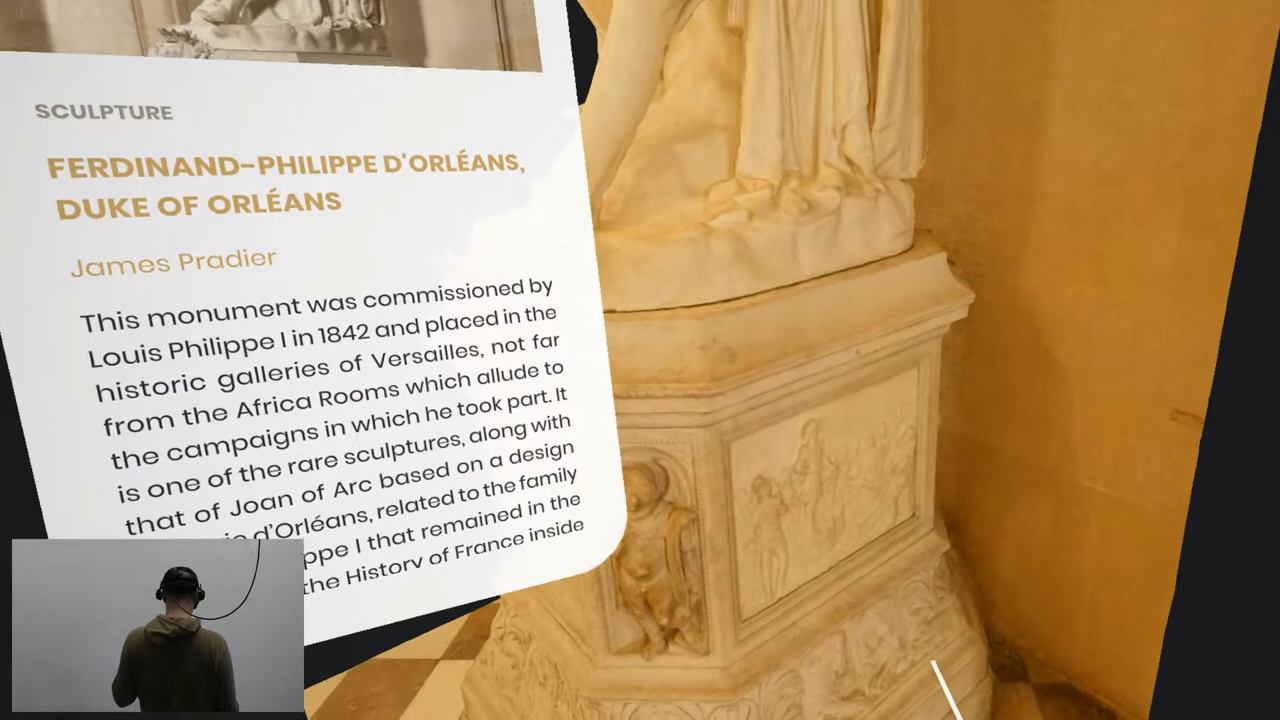 SCULPTURE
FERDINAND-PHILIPPE D'ORLÉANS,
DUKE OF ORLÉANS
James Pradier
This monument was commissioned by
Louis Philippe I in 1842 and placed in the
historic galleries of Versailles, not far
from the Africa Rooms which allude to
the campaigns in which he took part. It
is one of the rare sculptures, along with
that of Joan of Arc based on a design
d'Orléans, related to the family
I that remained in the
the History of France inside